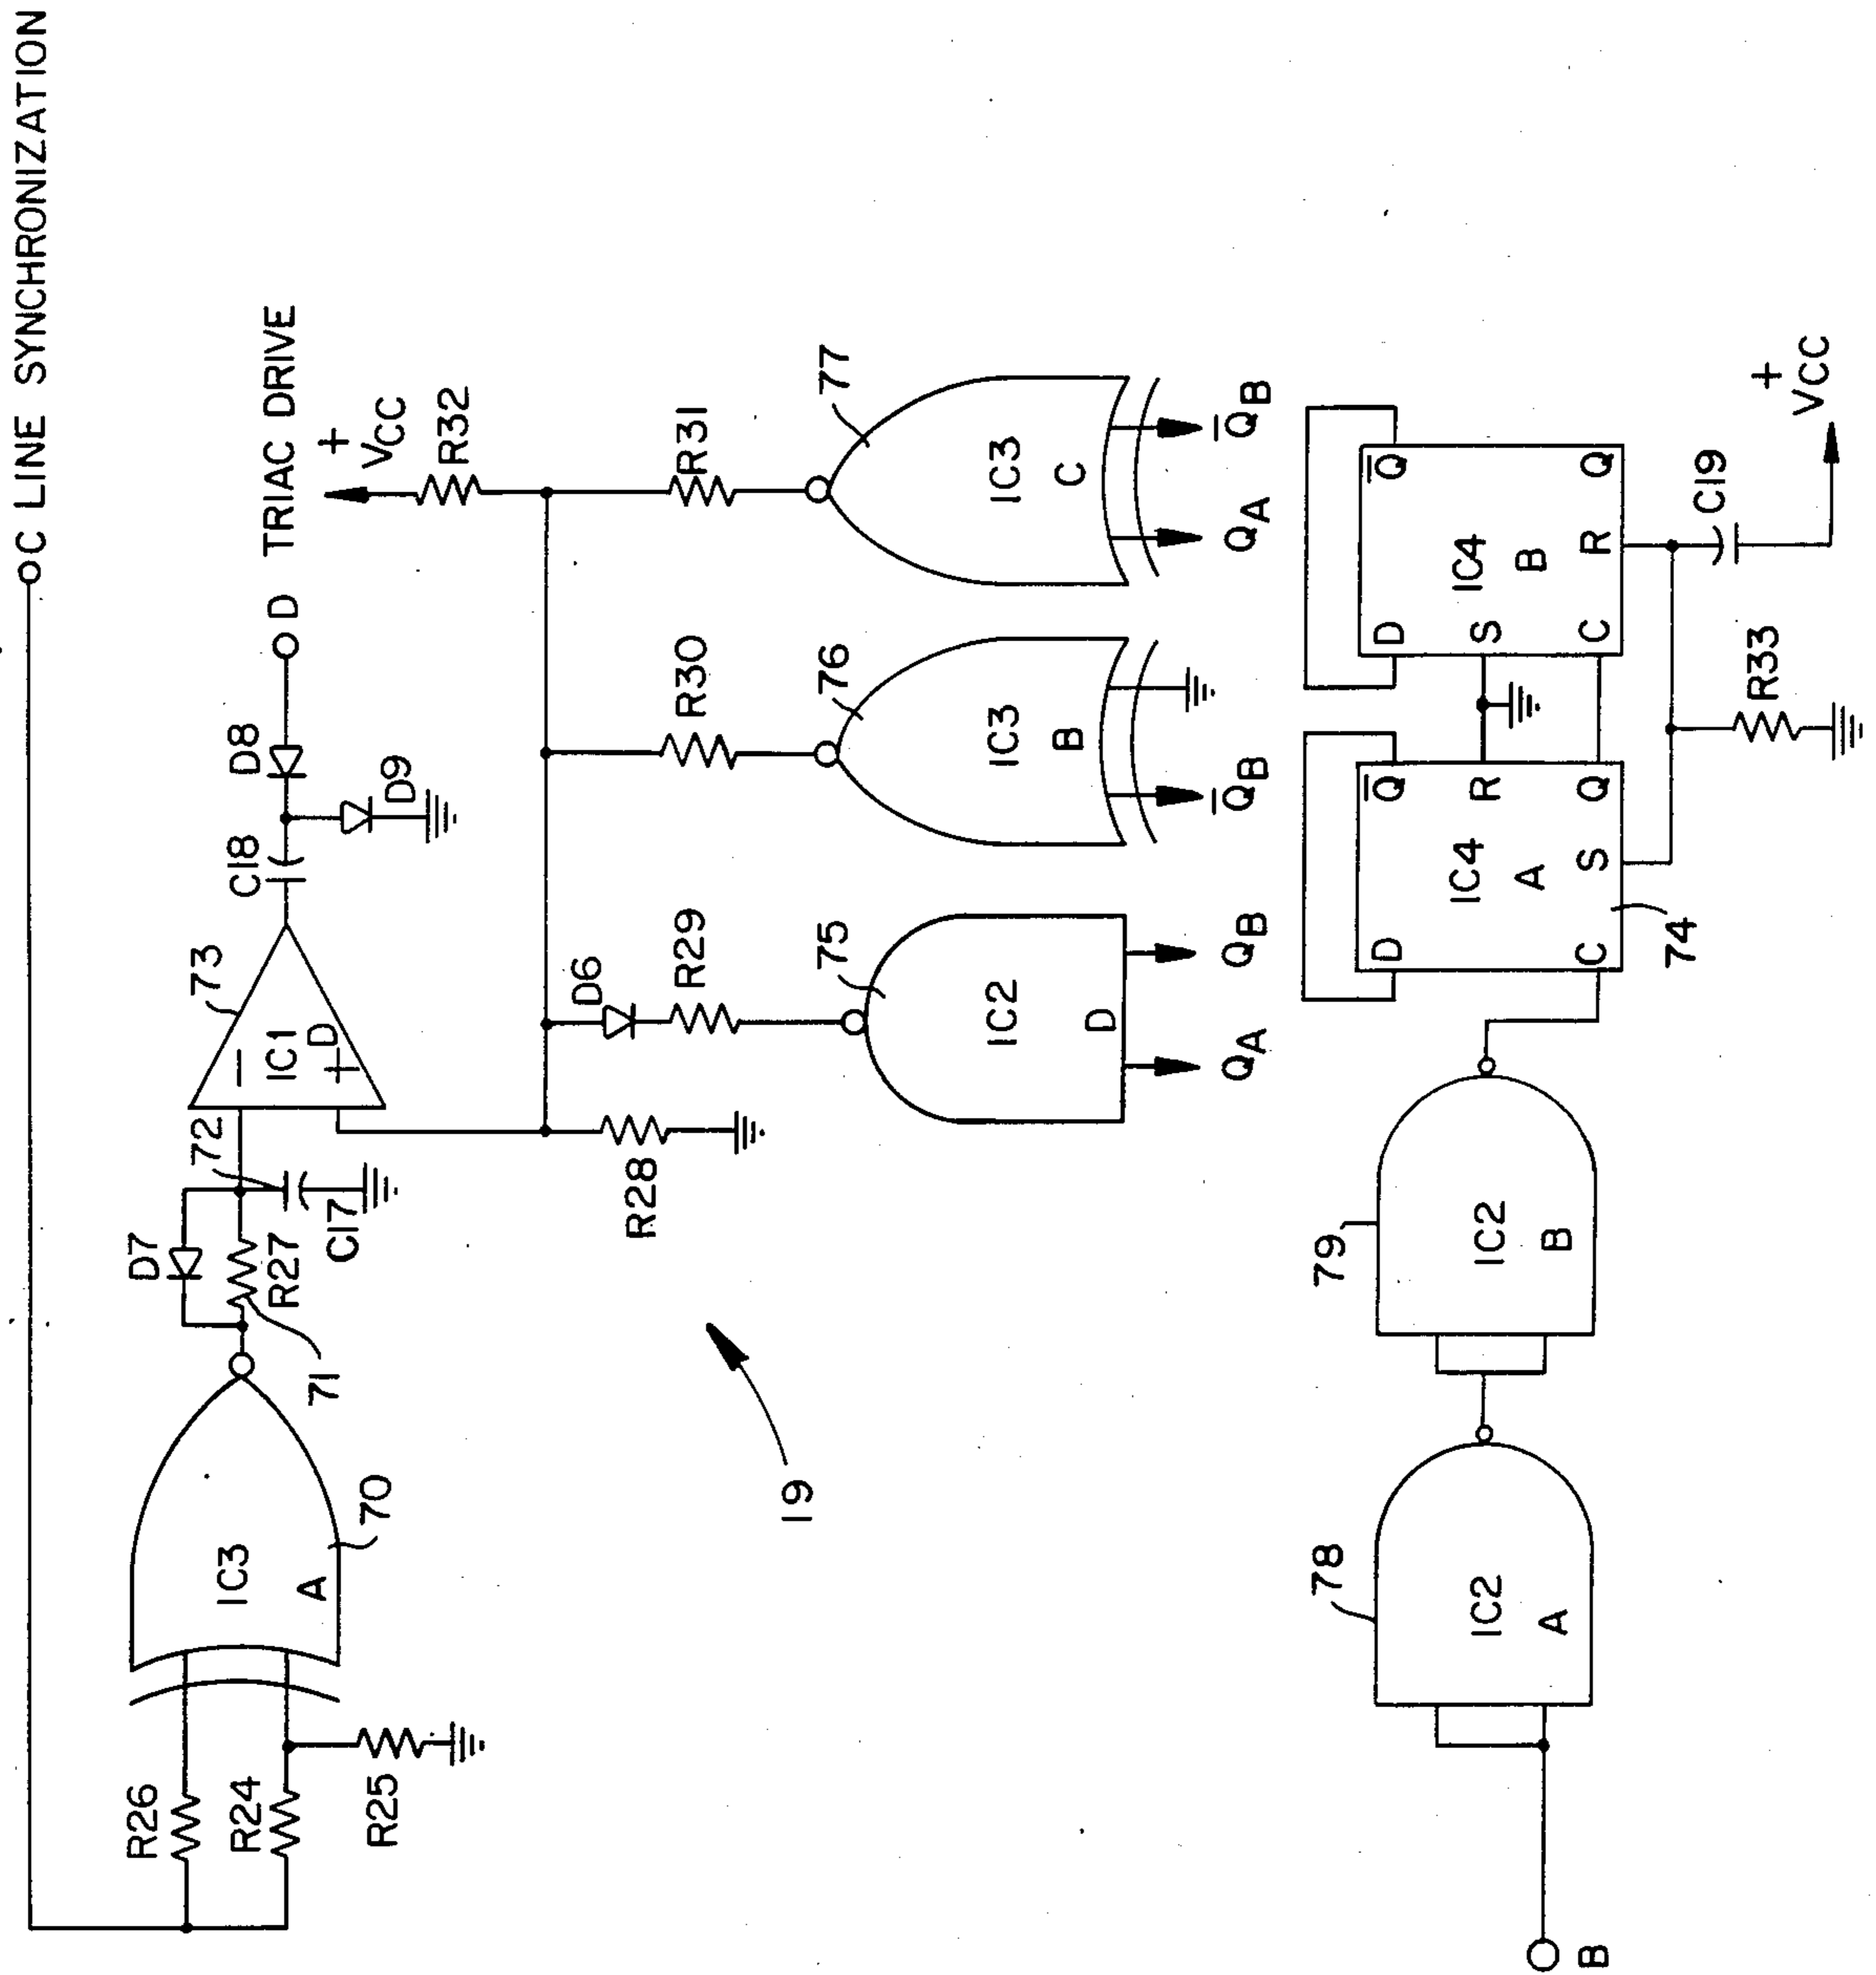 C LINE SYNCHRONIZATION
D TRIAC DRIVE
R26
R24
R25
IC3
A
70
71
D7
R27
72
C17
73
IC1
D
−
+
C18
D8
D9
+
VCC
R32
R28
D6
R29
R30
R31
75
76
77
IC2
D
IC3
B
IC3
C
QA
QB
Q̅B
QA
Q̅B
19
78
IC2
A
B
79
IC2
B
D
Q̅
IC4
A
R
C
S
Q
74
D
Q̅
S
IC4
B
C
R
Q
R33
C19
+
VCC